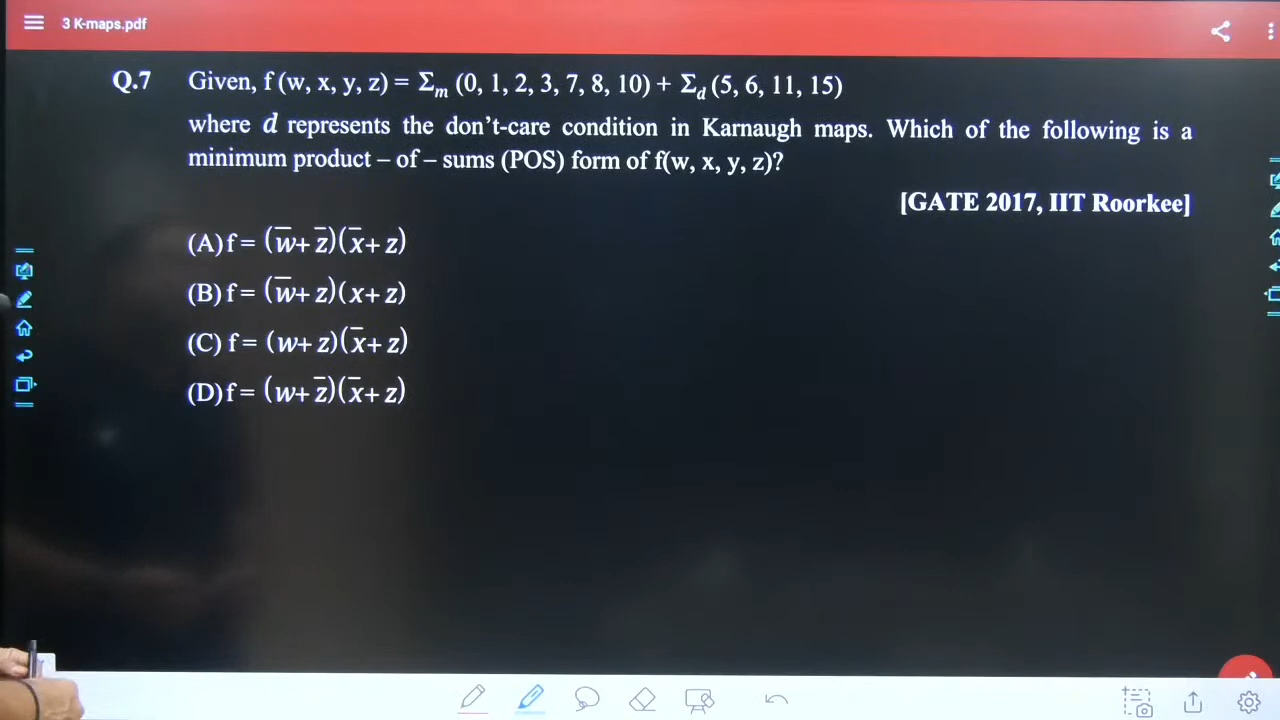 3 K-maps.pdf
Q.7 Given, f (w, x, y, z) = Σₘ (0, 1, 2, 3, 7, 8, 10) + Σd (5, 6, 11, 15)
where d represents the don’t-care condition in Karnaugh maps. Which of the following is a
minimum product – of – sums (POS) form of f(w, x, y, z)?
[GATE 2017, IIT Roorkee]
(A) f = (w̅ + z̅)(x̅ + z)
(B) f = (w̅ + z)(x + z)
(C) f = (w + z)(x̅ + z)
(D) f = (w + z̅)(x̅ + z)